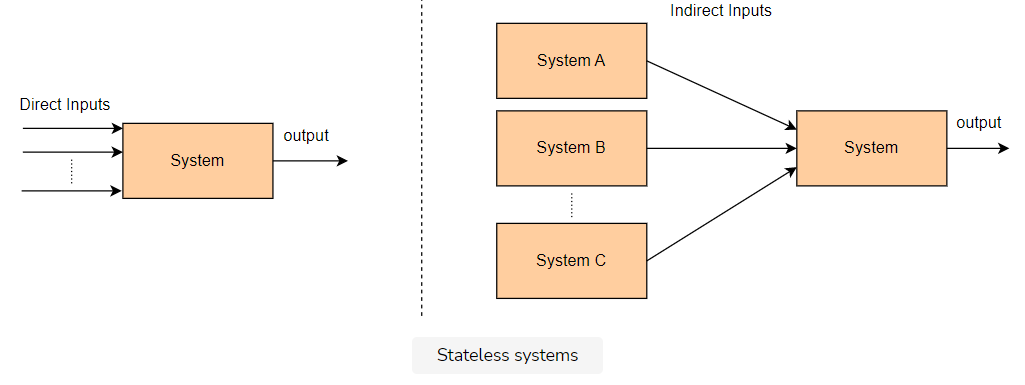 Direct Inputs
System
output
Indirect Inputs
System A
System B
System C
System
output
Stateless systems